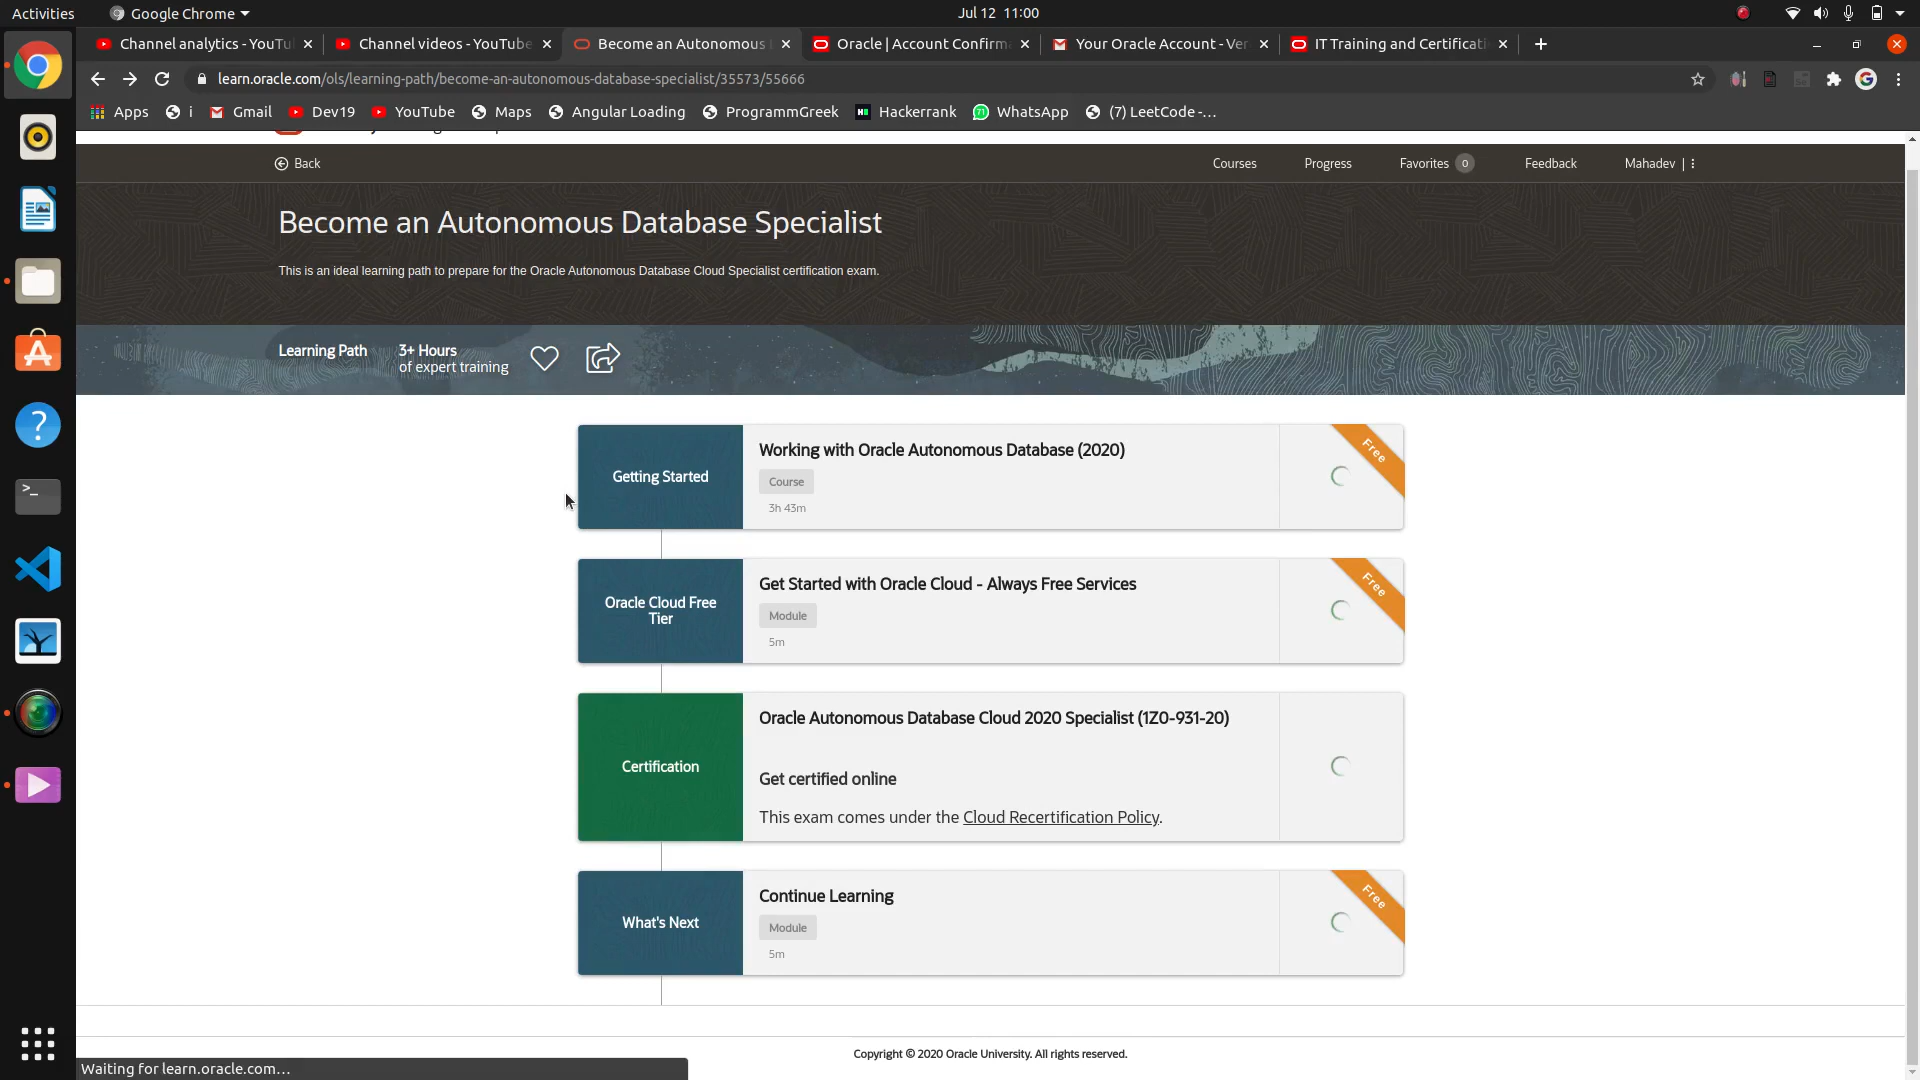 Activities
Google Chrome
Jul 12 11:00
Channel analytics - YouTu
Channel videos - YouTube
Become an Autonomous
Oracle | Account Confirm
Your Oracle Account - Ver
IT Training and Certificati
learn.oracle.com/ols/learning-path/become-an-autonomous-database-specialist/35573/55666
Apps
i
Gmail
Dev19
YouTube
Maps
Angular Loading
ProgrammGreek
Hackerrank
WhatsApp
(7) LeetCode -...
Back
Courses
Progress
Favorites 0
Feedback
Mahadev
Become an Autonomous Database Specialist
This is an ideal learning path to prepare for the Oracle Autonomous Database Cloud Specialist certification exam.
Learning Path
3+ Hours
of expert training
Getting Started
Working with Oracle Autonomous Database (2020)
Course
3h 43m
Free
Oracle Cloud Free
Tier
Get Started with Oracle Cloud - Always Free Services
Module
5m
Free
Certification
Oracle Autonomous Database Cloud 2020 Specialist (1Z0-931-20)
Get certified online
This exam comes under the Cloud Recertification Policy.
What's Next
Continue Learning
Module
5m
Free
Copyright © 2020 Oracle University. All rights reserved.
Waiting for learn.oracle.com...